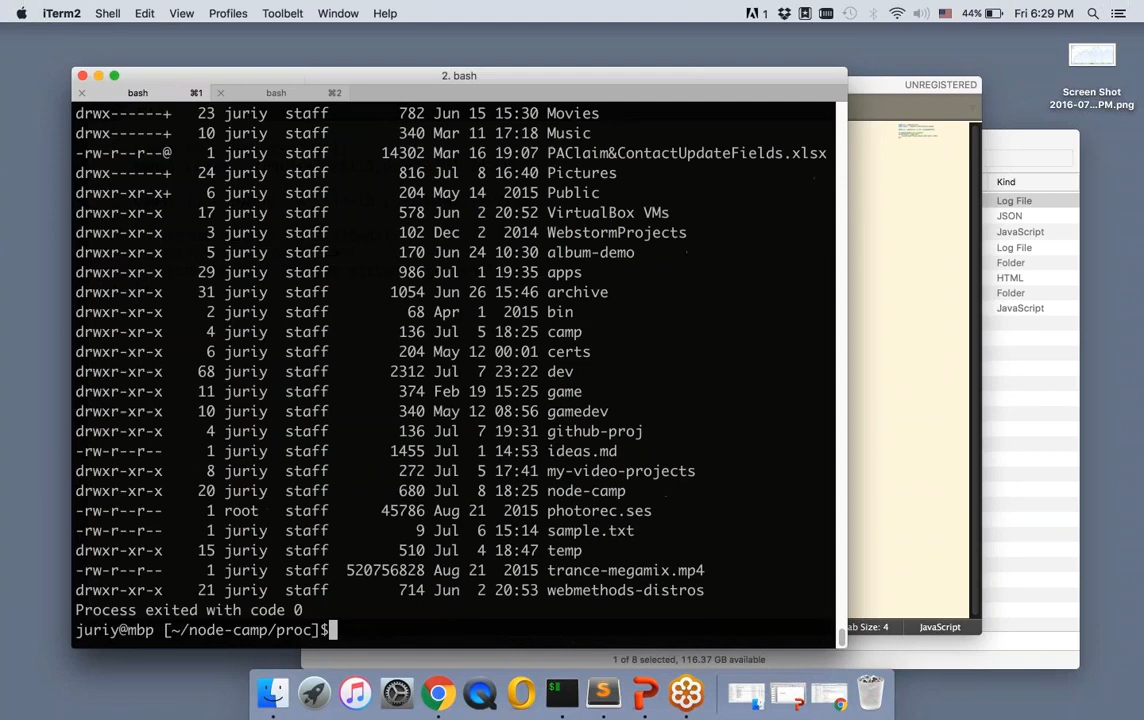 iTerm2 Shell Edit View Profiles Toolbelt Window Help 1 44% Fri 6:29 PM
Screen Shot
2016-07...PM.png
2. bash
UNREGISTERED
bash ⌘1 bash ⌘2
drwx------+ 23 juriy staff 782 Jun 15 15:30 Movies
drwx------+ 10 juriy staff 340 Mar 11 17:18 Music
-rw-r--r--@ 1 juriy staff 14302 Mar 16 19:07 PAClaim&ContactUpdateFields.xlsx
drwx------+ 24 juriy staff 816 Jul 8 16:40 Pictures
drwxr-xr-x+ 6 juriy staff 204 May 14 2015 Public
drwxr-xr-x 17 juriy staff 578 Jun 2 20:52 VirtualBox VMs
drwxr-xr-x 3 juriy staff 102 Dec 2 2014 WebstormProjects
drwxr-xr-x 5 juriy staff 170 Jun 24 10:30 album-demo
drwxr-xr-x 29 juriy staff 986 Jul 1 19:35 apps
drwxr-xr-x 31 juriy staff 1054 Jun 26 15:46 archive
drwxr-xr-x 2 juriy staff 68 Apr 1 2015 bin
drwxr-xr-x 4 juriy staff 136 Jul 5 18:25 camp
drwxr-xr-x 6 juriy staff 204 May 12 00:01 certs
drwxr-xr-x 68 juriy staff 2312 Jul 7 23:22 dev
drwxr-xr-x 11 juriy staff 374 Feb 19 15:25 game
drwxr-xr-x 10 juriy staff 340 May 12 08:56 gamedev
drwxr-xr-x 4 juriy staff 136 Jul 7 19:31 github-proj
-rw-r--r-- 1 juriy staff 1455 Jul 1 14:53 ideas.md
drwxr-xr-x 8 juriy staff 272 Jul 5 17:41 my-video-projects
drwxr-xr-x 20 juriy staff 680 Jul 8 18:25 node-camp
-rw-r--r-- 1 root staff 45786 Aug 21 2015 photorec.ses
-rw-r--r-- 1 juriy staff 9 Jul 6 15:14 sample.txt
drwxr-xr-x 15 juriy staff 510 Jul 4 18:47 temp
-rw-r--r-- 1 juriy staff 520756828 Aug 21 2015 trance-megamix.mp4
drwxr-xr-x 21 juriy staff 714 Jun 2 20:53 webmethods-distros
Process exited with code 0
juriy@mbp [~/node-camp/proc]$
Kind
Log File
JSON
JavaScript
Log File
Folder
HTML
Folder
JavaScript
ab Size: 4 JavaScript
1 of 8 selected, 116.37 GB available